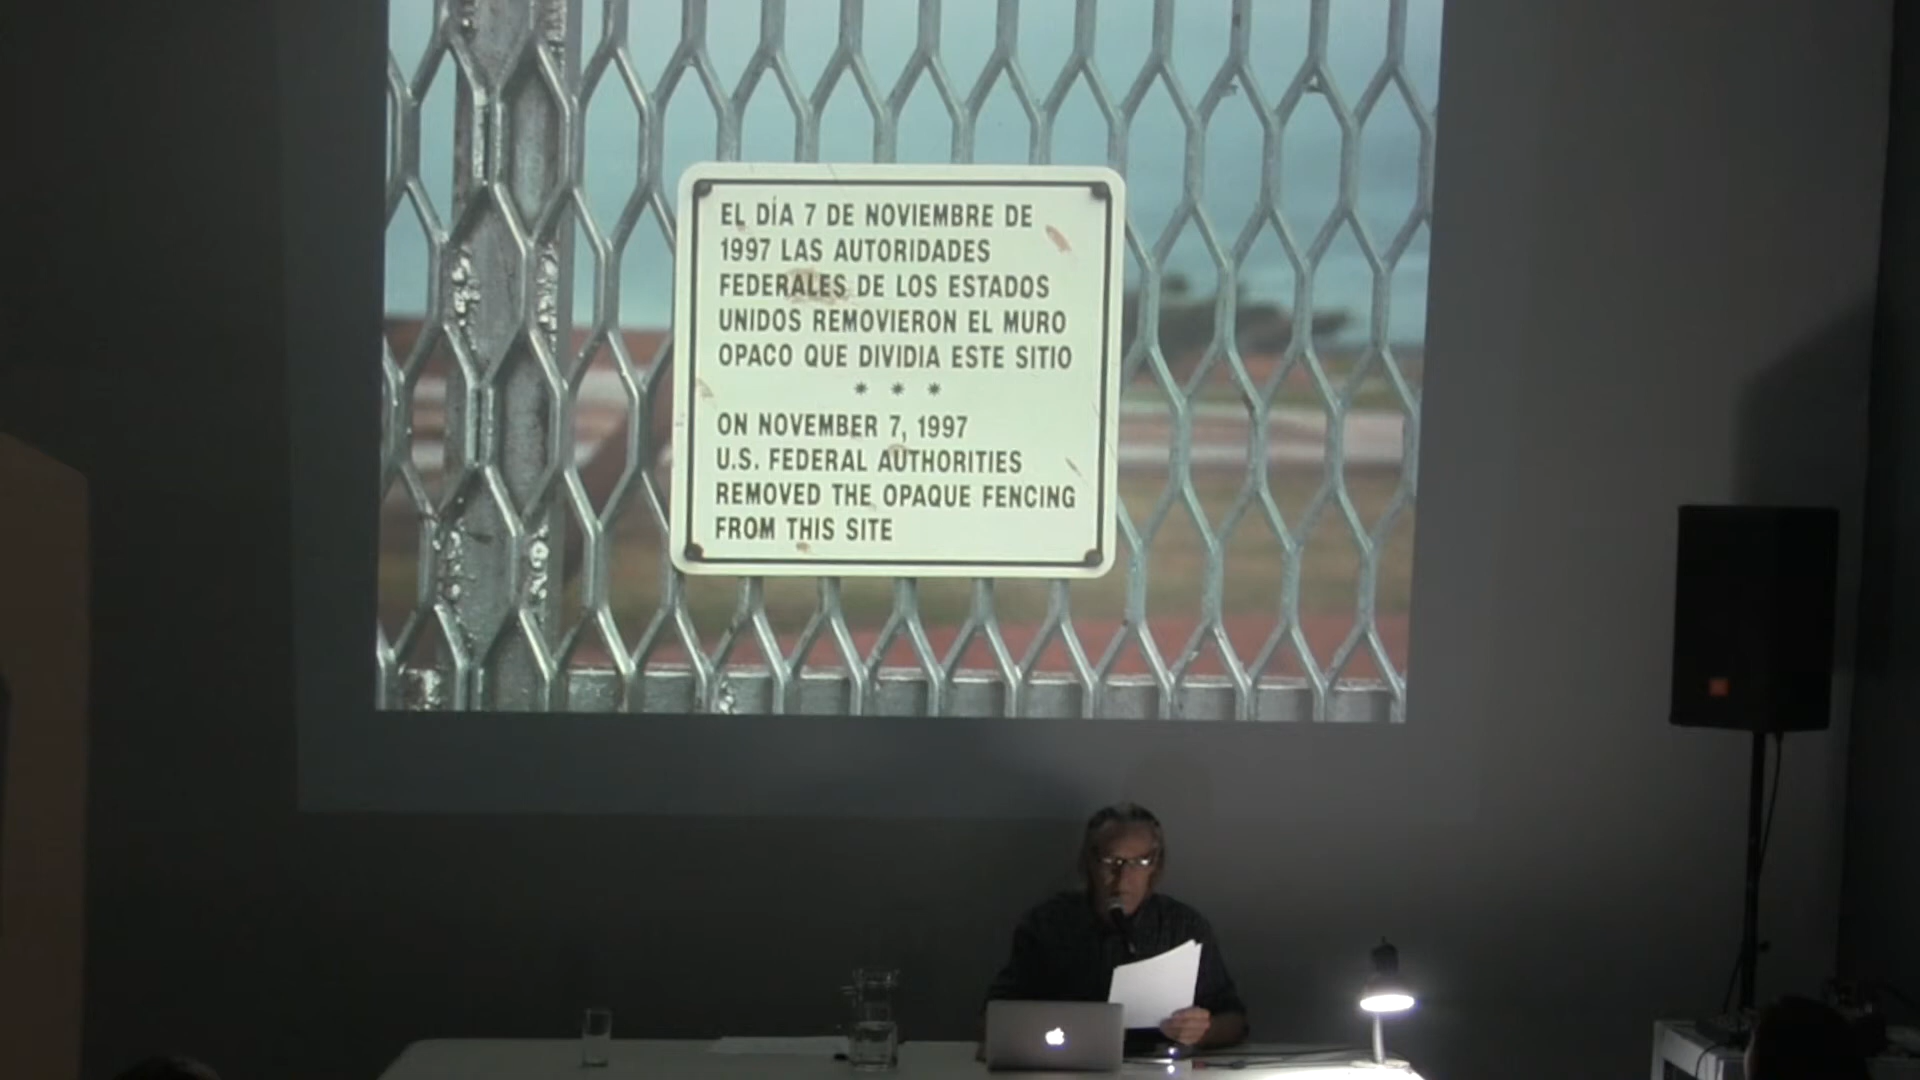 EL DÍA 7 DE NOVIEMBRE DE
1997 LAS AUTORIDADES
FEDERALES DE LOS ESTADOS
UNIDOS REMOVIERON EL MURO
OPACO QUE DIVIDIA ESTE SITIO
* * *
ON NOVEMBER 7, 1997
U.S. FEDERAL AUTHORITIES
REMOVED THE OPAQUE FENCING
FROM THIS SITE